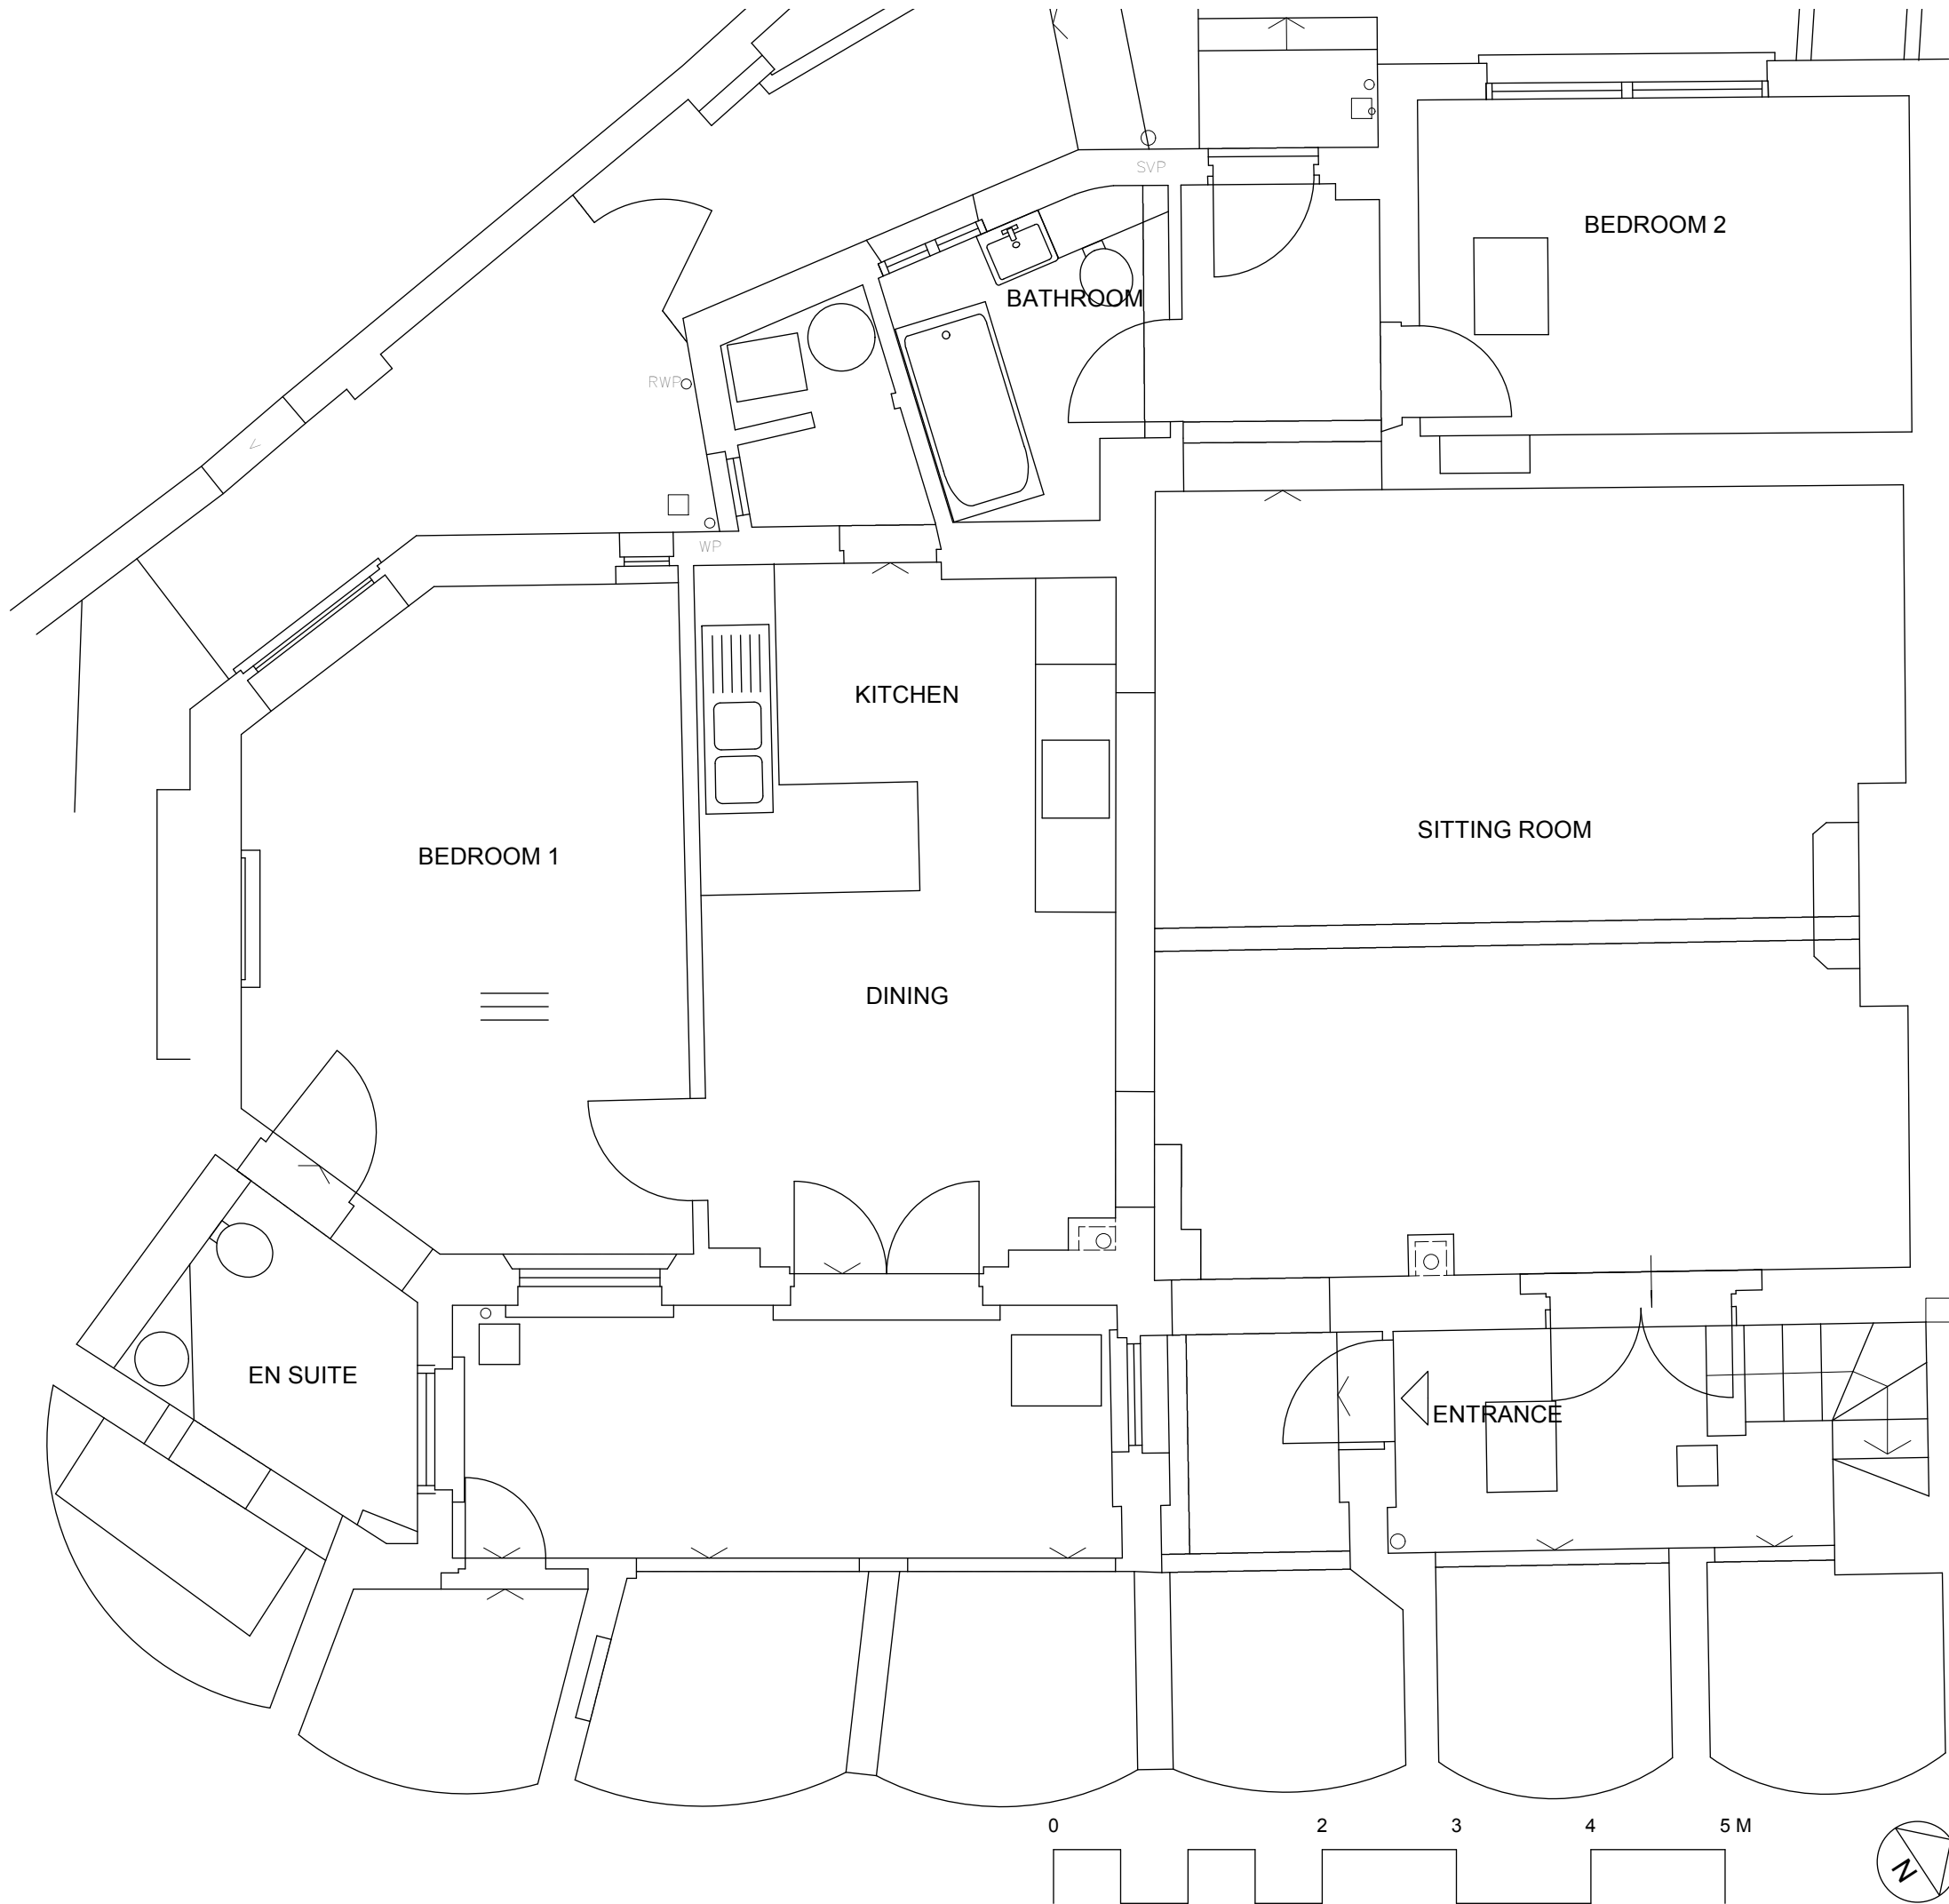 SVP
BEDROOM 2
BATHROOM
RWP
WP
KITCHEN
SITTING ROOM
BEDROOM 1
DINING
EN SUITE
ENTRANCE
0 2 3 4 5 M
N